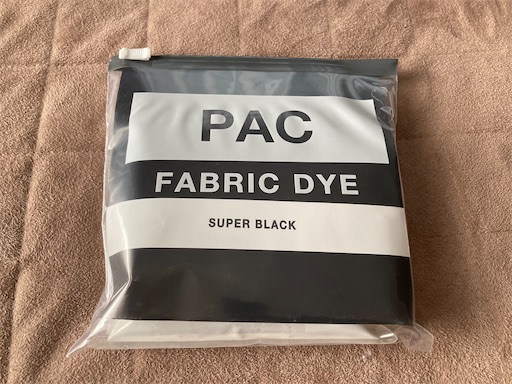 PAC
FABRIC DYE
SUPER BLACK